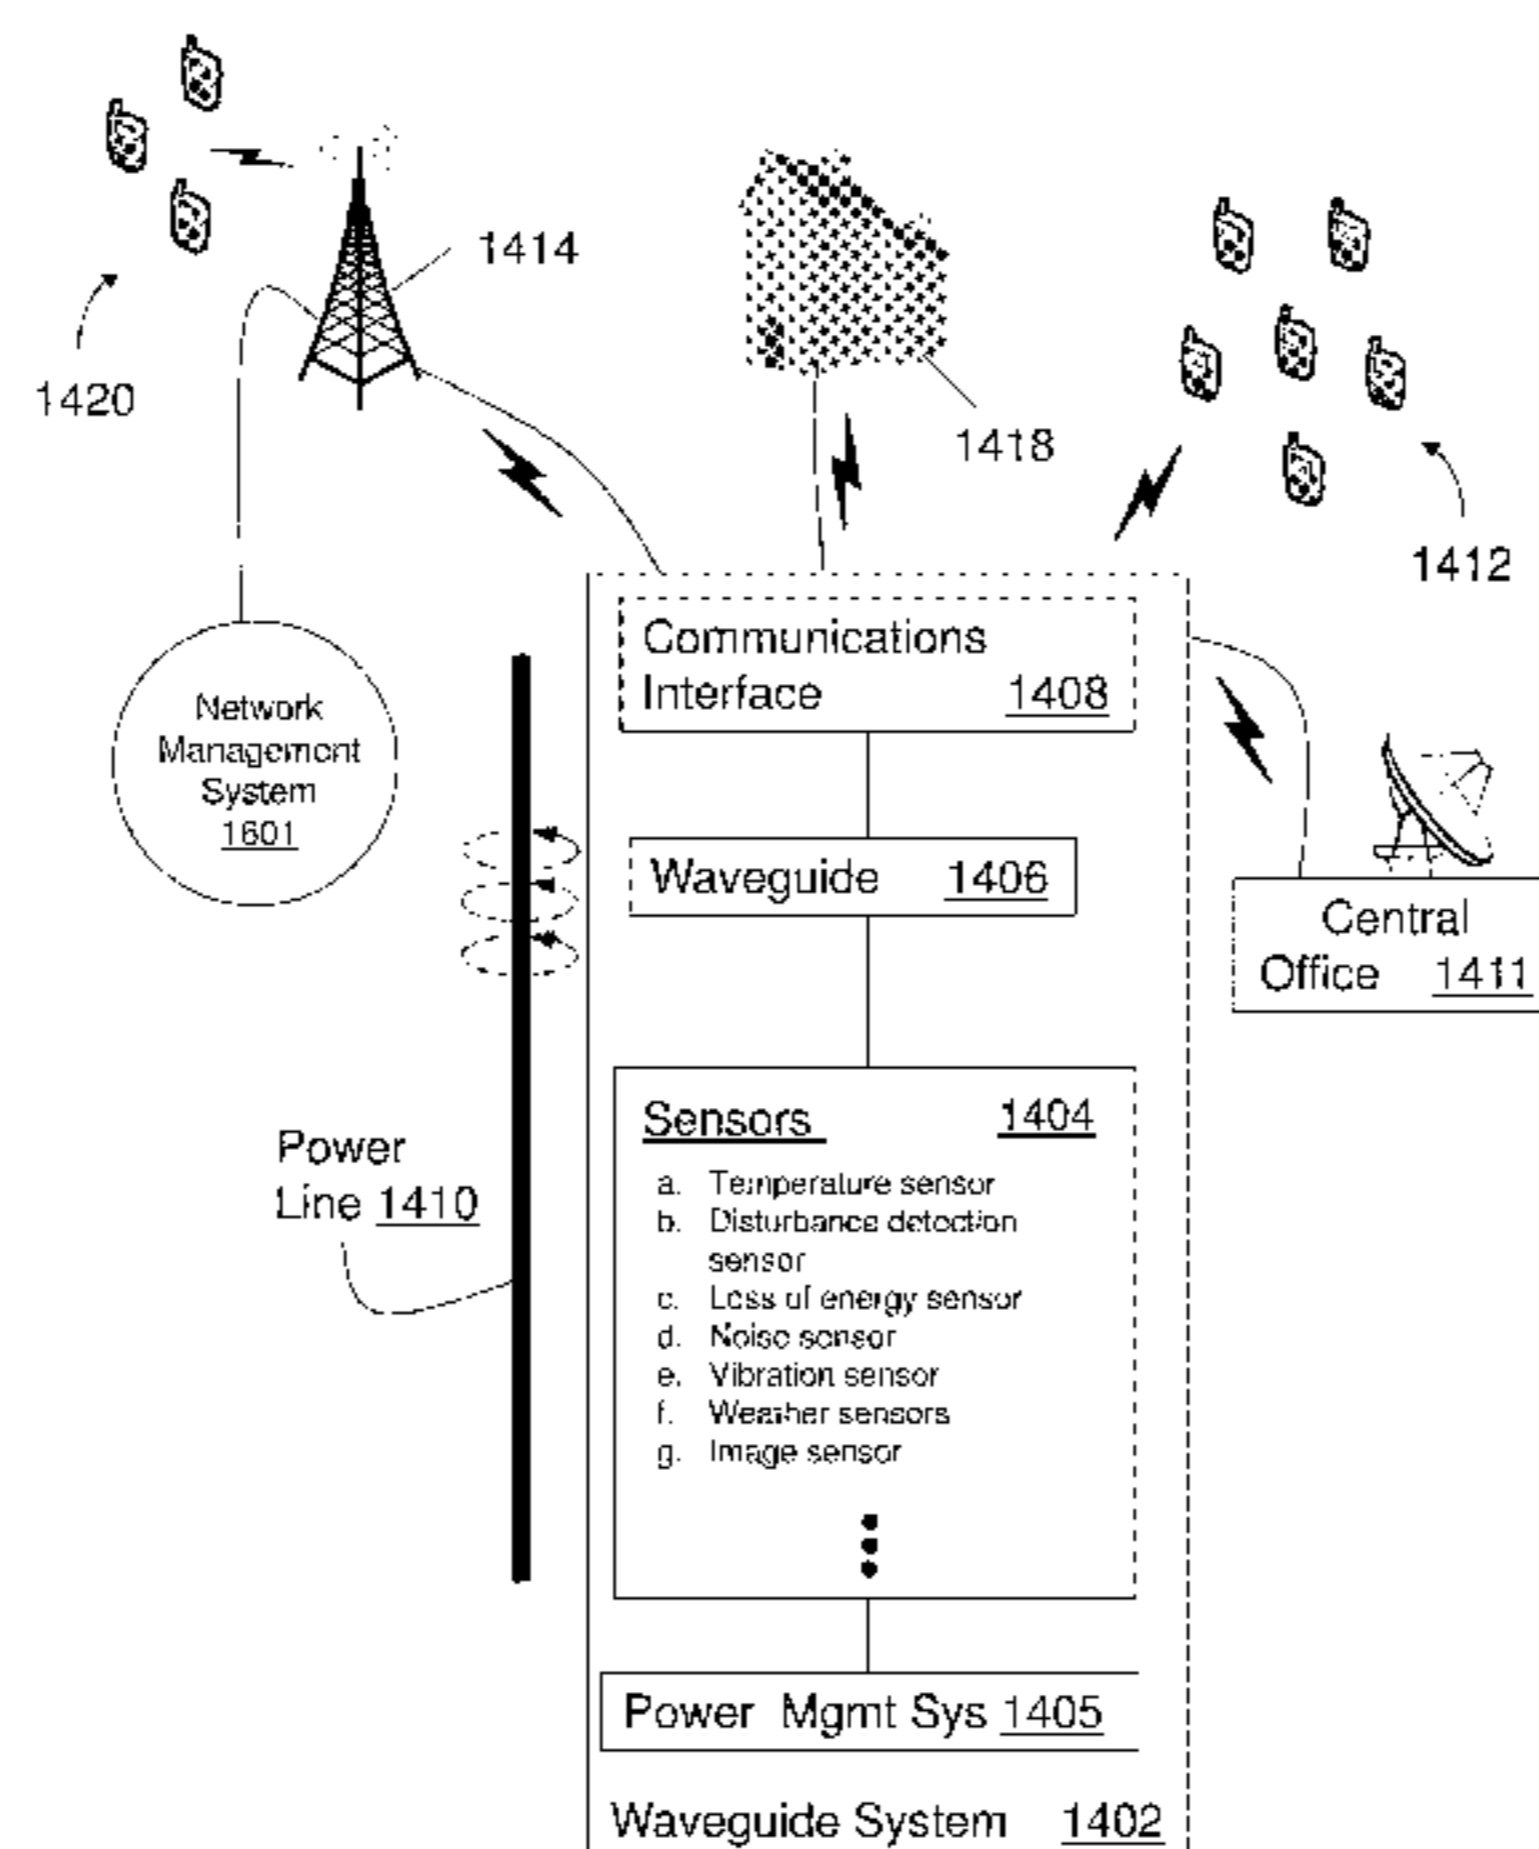 1414
1420
1418
1412
Communications
Interface 1408
Network
Management
System
1601
Waveguide 1406
Central
Office 1411
Sensors 1404
Power
Line 1410
a. Temperature sensor
b. Disturbance detection
sensor
c. Loss of energy sensor
d. Noise sensor
e. Vibration sensor
f. Weather sensors
g. Image sensor
Power Mgmt Sys 1405
Waveguide System 1402